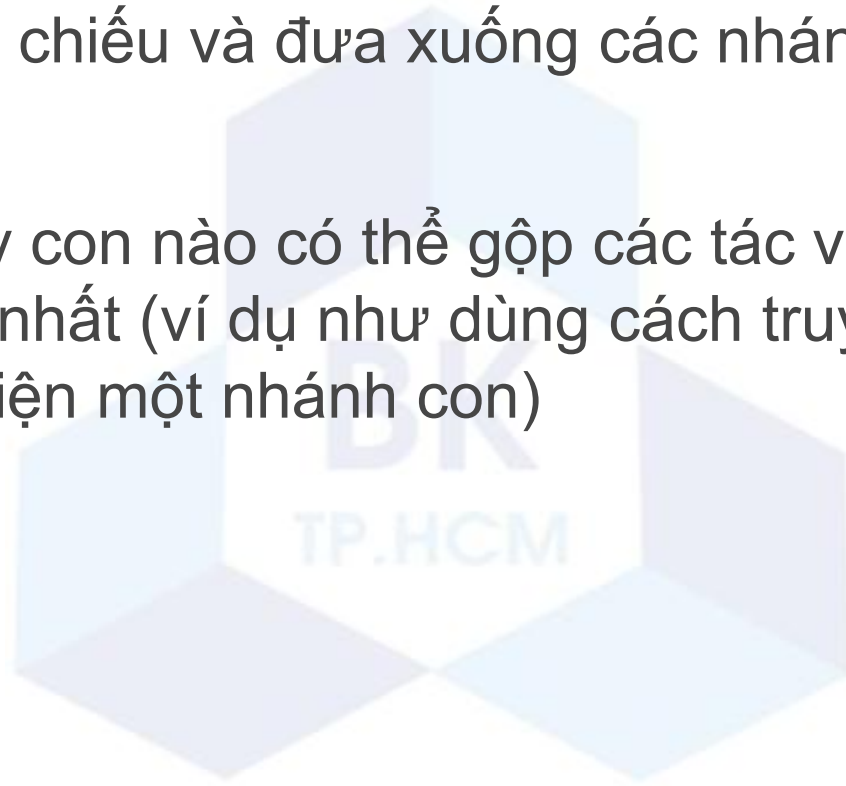 chiếu và đưa xuống các nhán
con nào có thể gộp các tác v
nhất (ví dụ như dùng cách truy
iện một nhánh con)
BK
TP.HCM